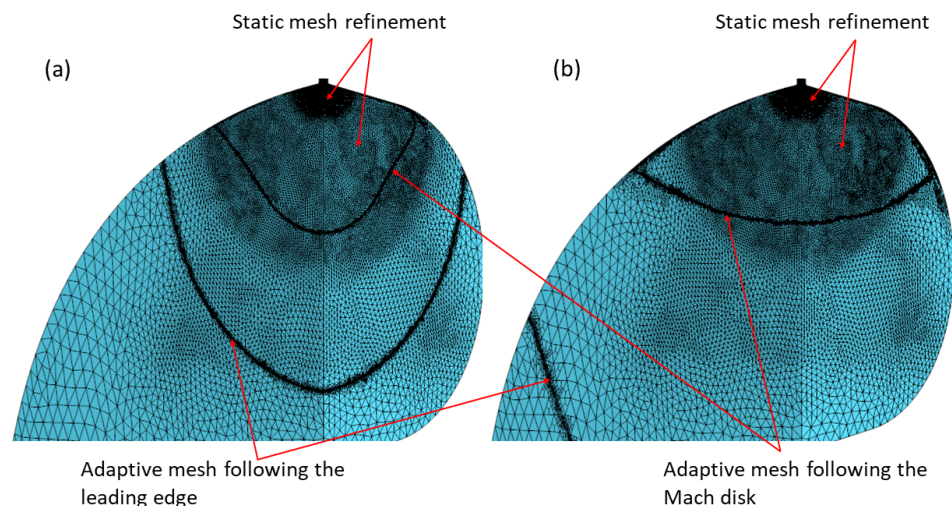 Static mesh refinement
Static mesh refinement
(a)
(b)
Adaptive mesh following the
leading edge
Adaptive mesh following the
Mach disk